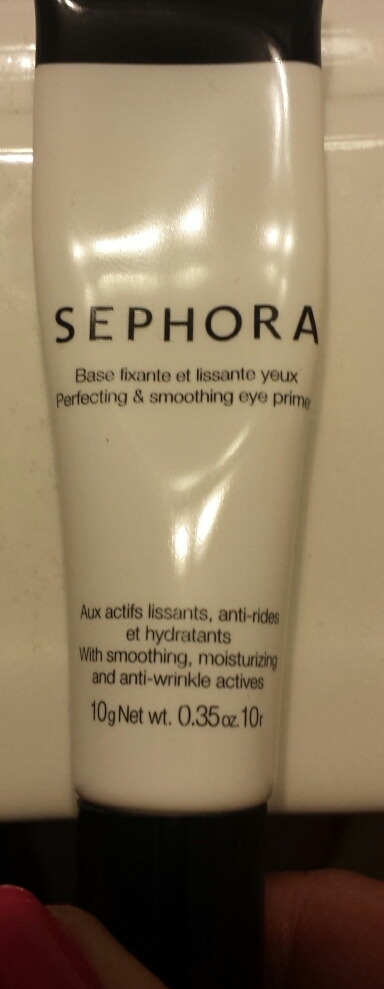 SEPHORA
Base fixante et lissante yeux
Perfecting & smoothing eye prime
Aux actifs lissants, anti-rides
et hydratants
With smoothing, moisturizing
and anti-wrinkle actives
10g Net wt. 0.35 oz. 10